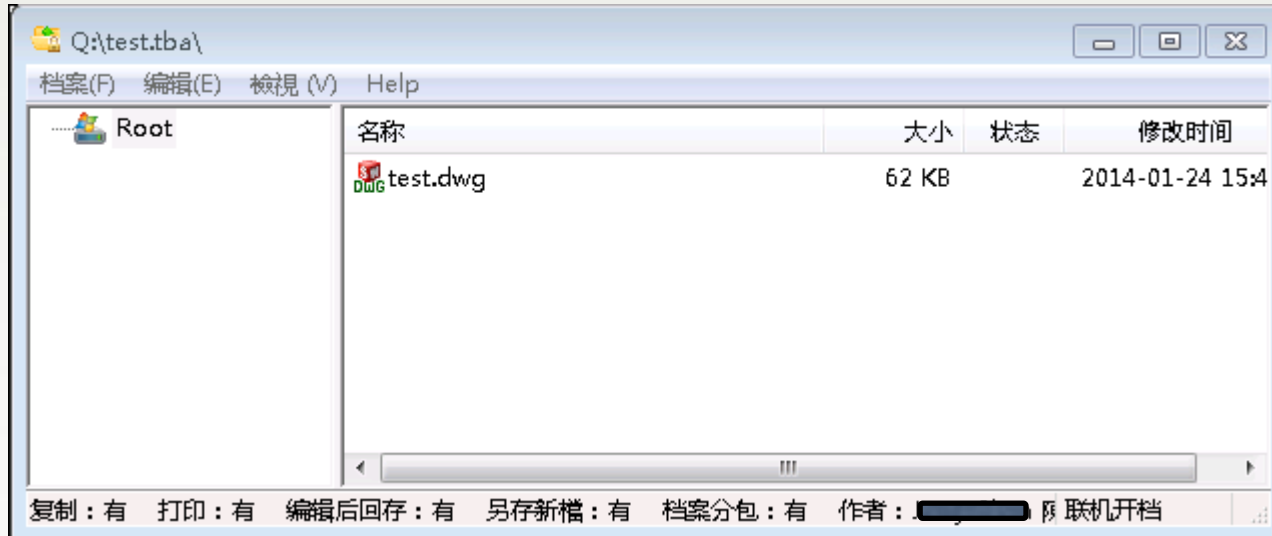 Q:\test.tba\
档案(F) 编辑(E) 檢視 (V) Help
Root
名称 大小 状态 修改时间
DWG test.dwg 62 KB 2014-01-24 15:4
复制：有 打印：有 编辑后回存：有 另存新檔：有 档案分包：有 作者： 联机开档